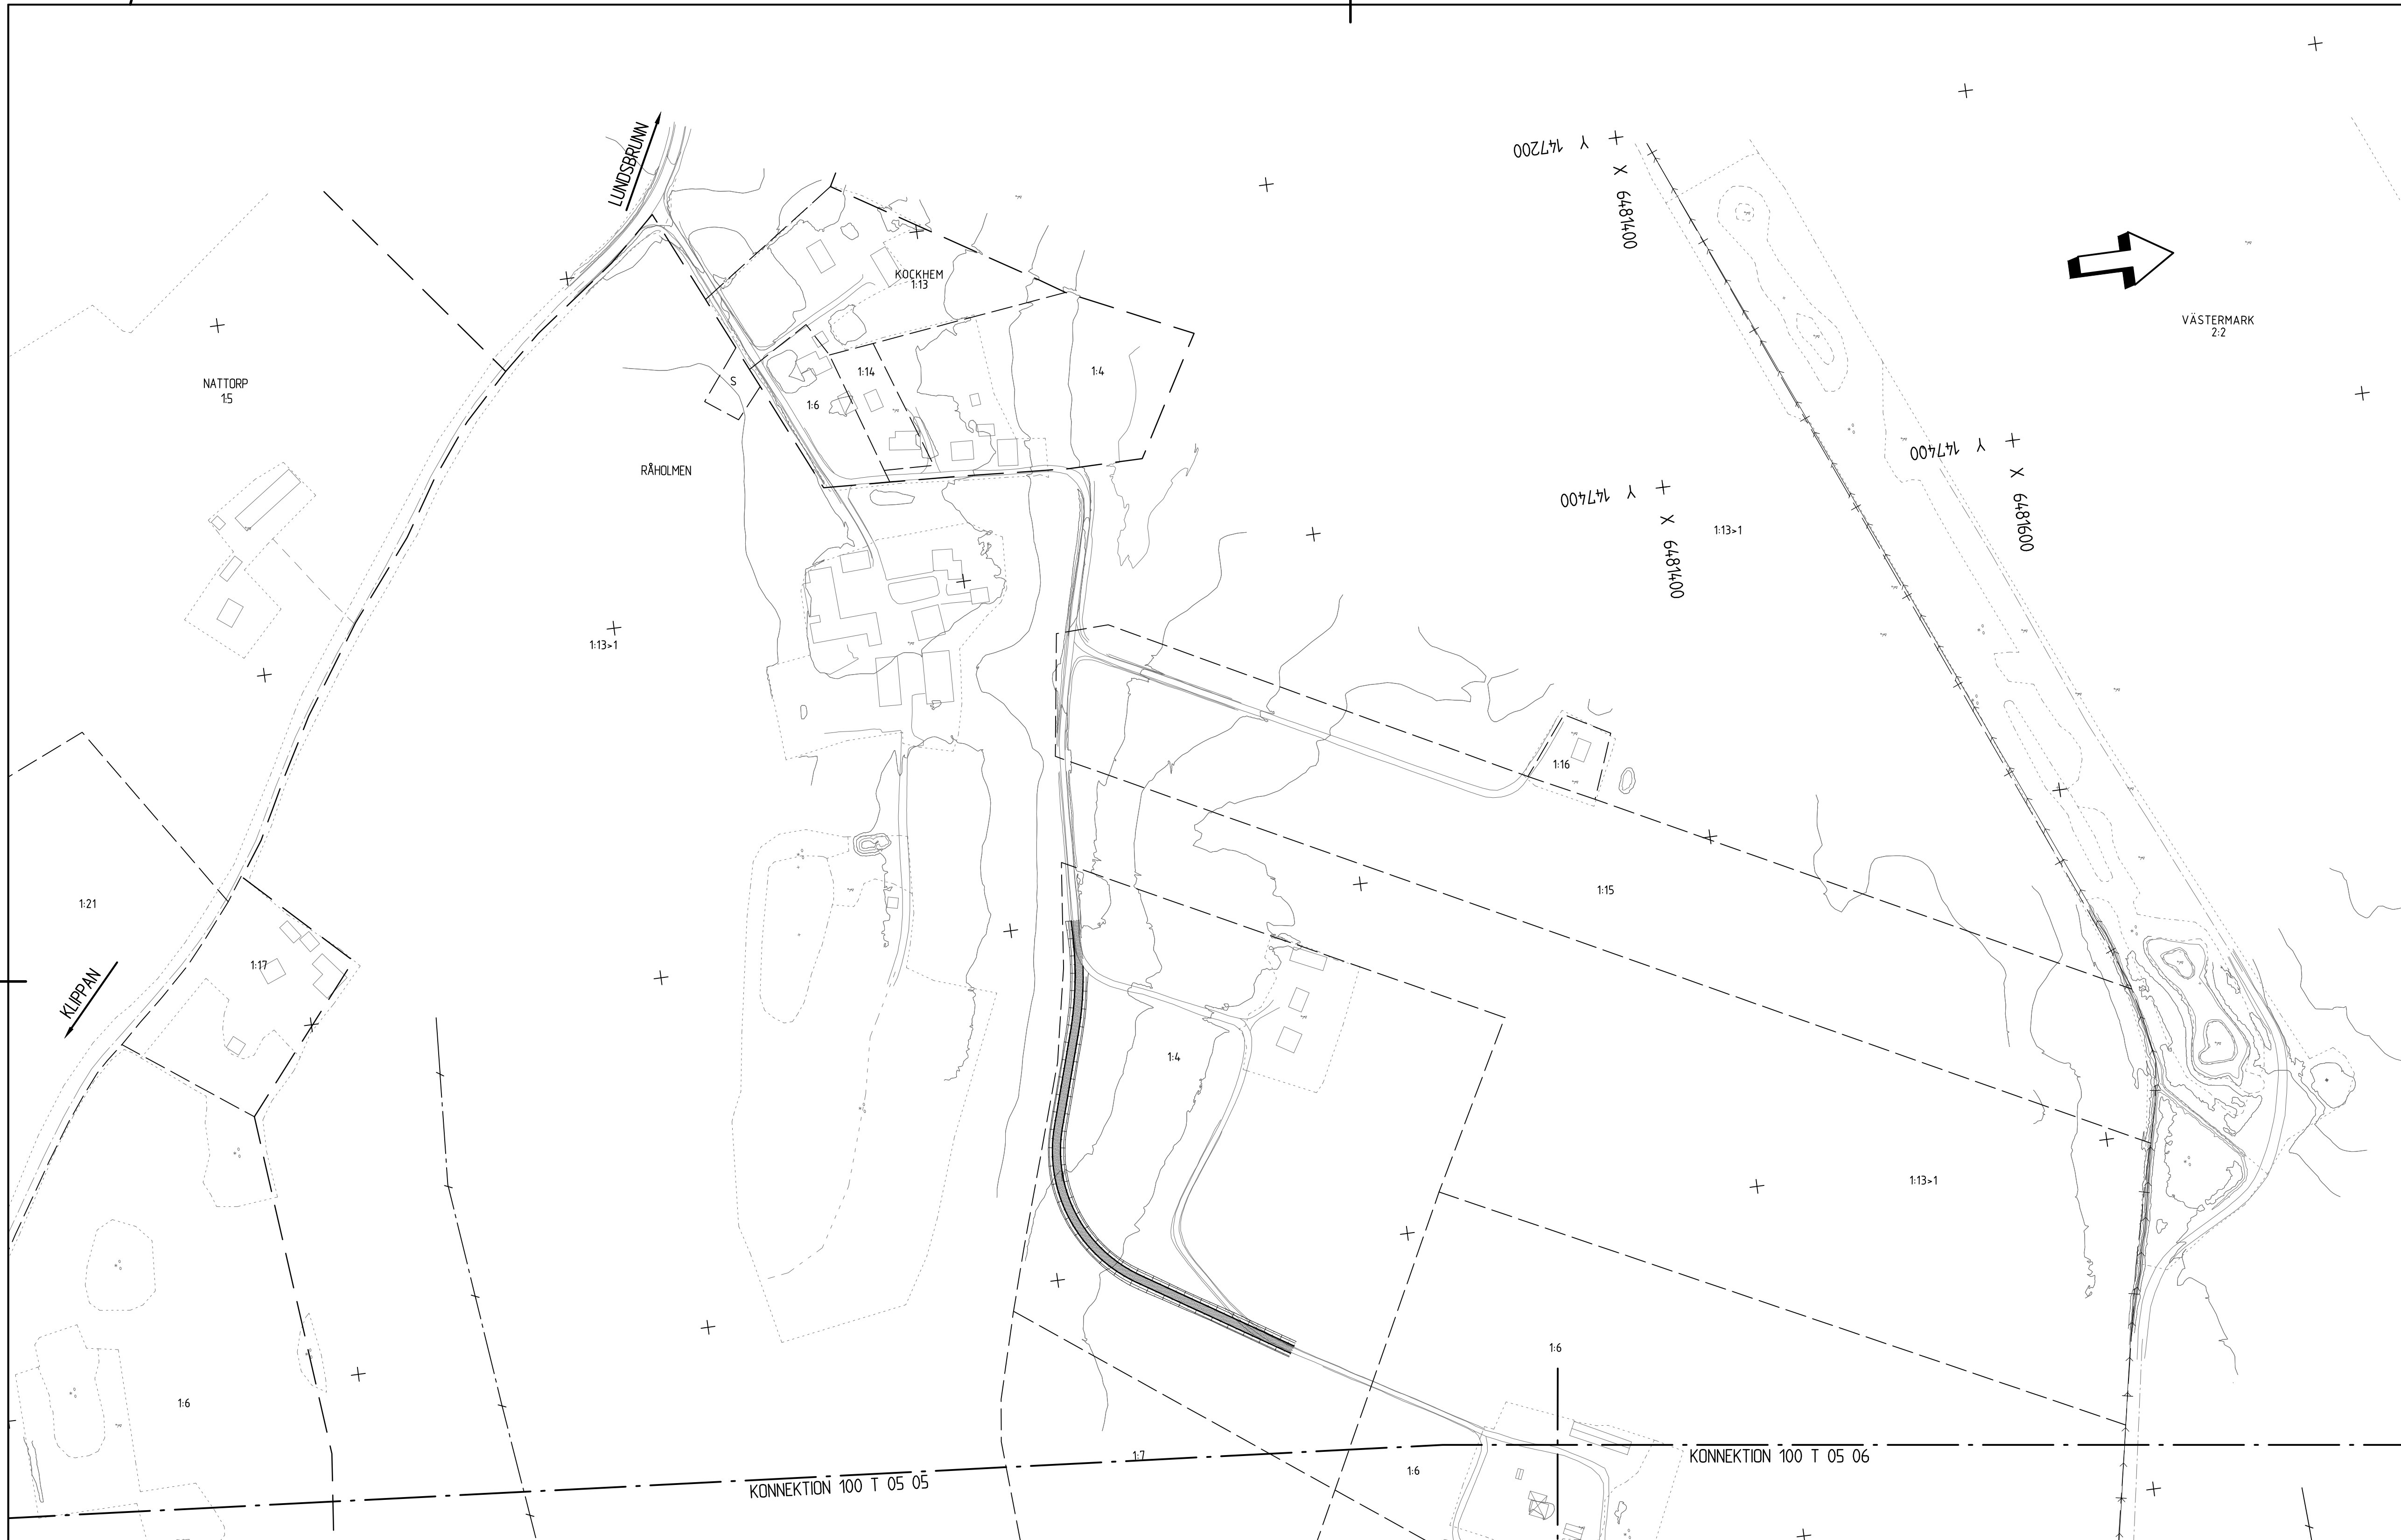 LUNDSBRUNN
Y 147200
X 6481400
KOCKHEM
1:13
VÄSTERMARK
2:2
NATTORP
1:5
S
1:14
1:4
1:6
RÅHOLMEN
Y 147400
X 6481600
Y 147400
X 6481400
1:13>1
1:13>1
1:16
1:15
1:21
1:17
KLIPPAN
1:4
1:13>1
1:6
1:6
1:7
1:6
KONNEKTION 100 T 05 05
KONNEKTION 100 T 05 06